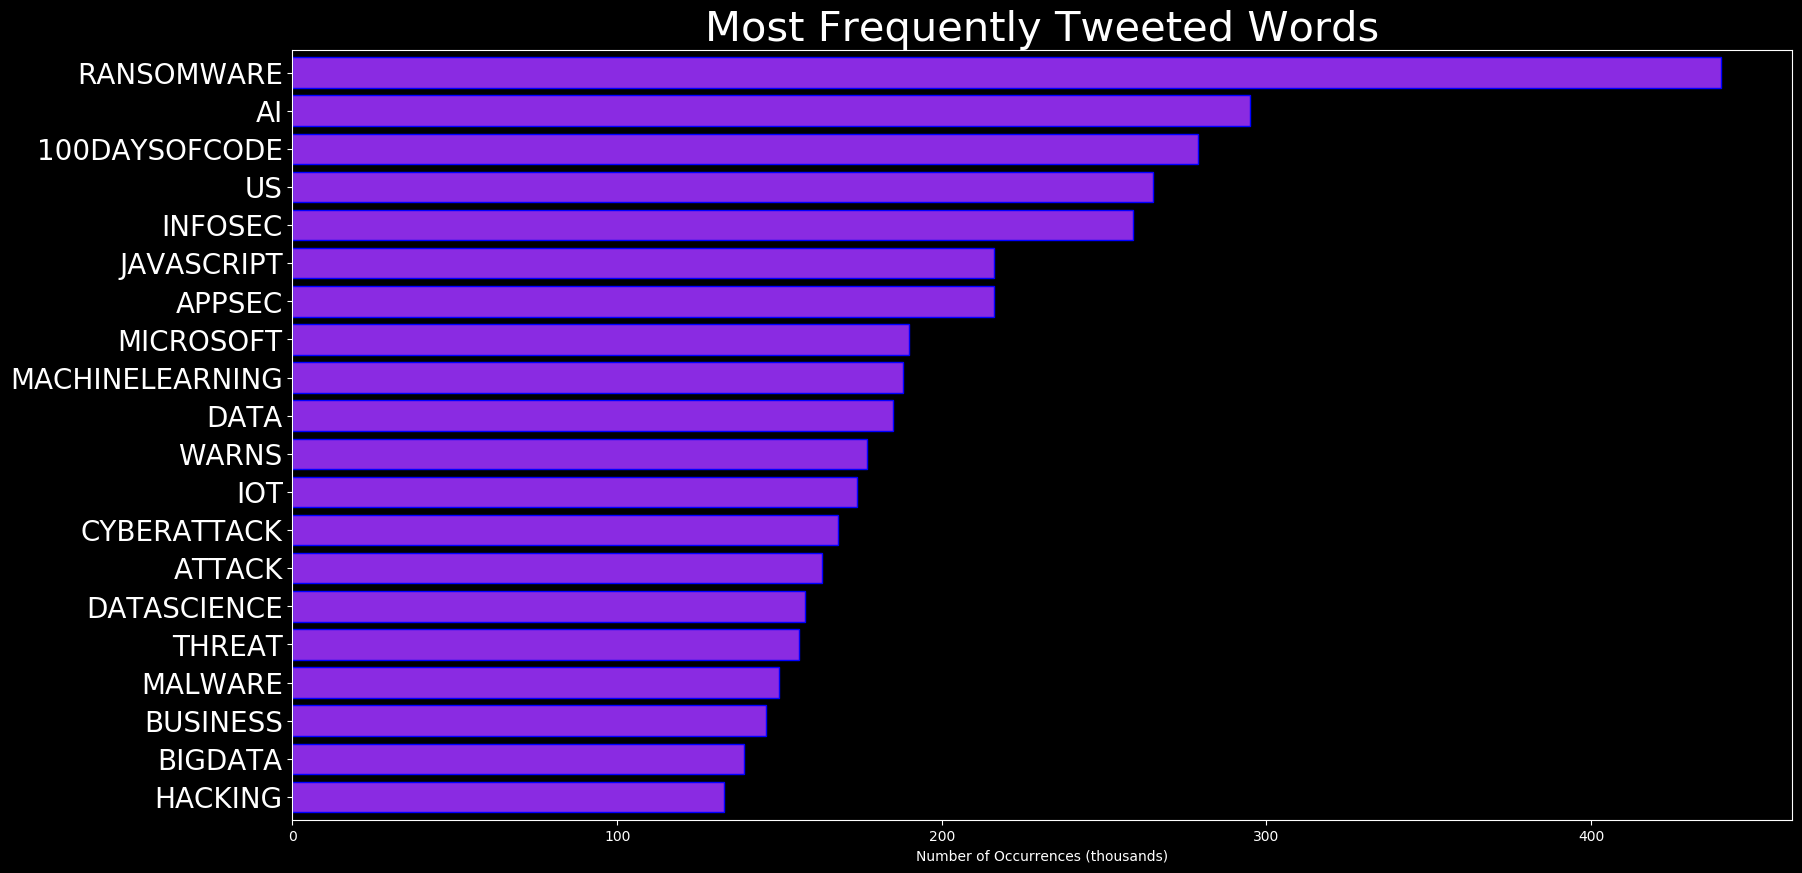 Most Frequently Tweeted Words
RANSOMWARE
AI
100DAYSOFCODE
US
INFOSEC
JAVASCRIPT
APPSEC
MICROSOFT
MACHINELEARNING
DATA
WARNS
IOT
CYBERATTACK
ATTACK
DATASCIENCE
THREAT
MALWARE
BUSINESS
BIGDATA
HACKING
0 100 200 300 400
Number of Occurrences (thousands)